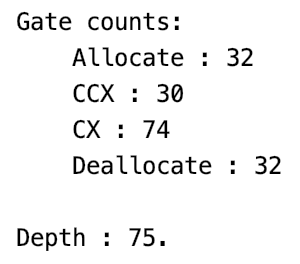 Gate counts:
    Allocate : 32
    CCX : 30
    CX : 74
    Deallocate : 32

Depth : 75.